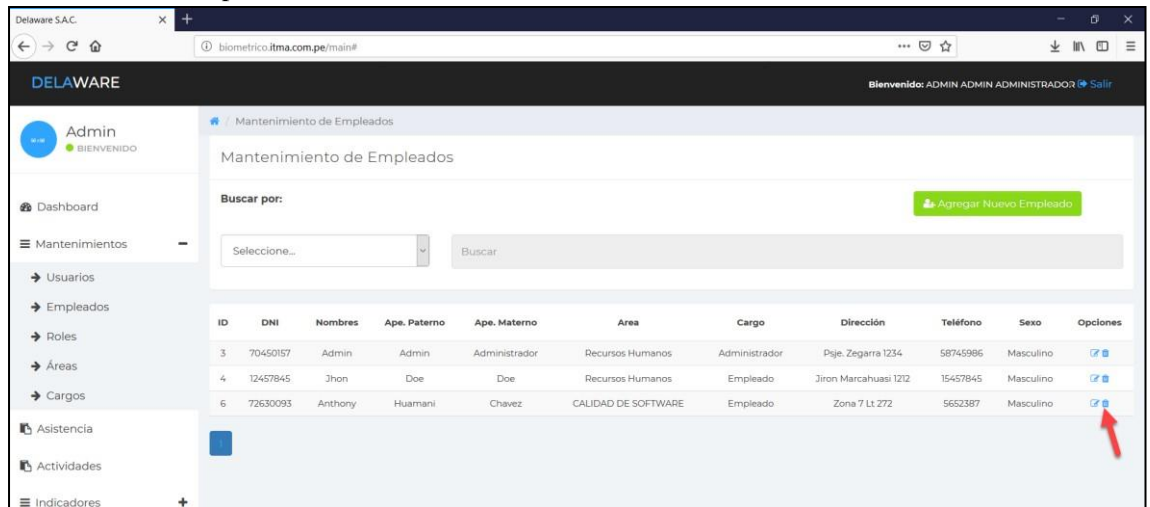 Delaware S.A.C.
biometrico.itma.com.pe/main#
DELAWARE
Bienvenido: ADMIN ADMIN ADMINISTRADOR Salir
Admin
BIENVENIDO
Mantenimiento de Empleados
Mantenimiento de Empleados
Dashboard
Buscar por:
Agregar Nuevo Empleado
Mantenimientos
Seleccione...
Buscar
Usuarios
Empleados
Roles
Áreas
Cargos
Asistencia
Actividades
Indicadores
ID DNI Nombres Ape. Paterno Ape. Materno Area Cargo Dirección Teléfono Sexo Opciones
3 70450157 Admin Admin Administrador Recursos Humanos Administrador Psje. Zegarra 1234 58745986 Masculino
4 12457845 Jhon Doe Doe Recursos Humanos Empleado Jiron Marcahuasi 1212 15457845 Masculino
6 72630093 Anthony Huamani Chavez CALIDAD DE SOFTWARE Empleado Zona 7 Lt 272 5652387 Masculino
1